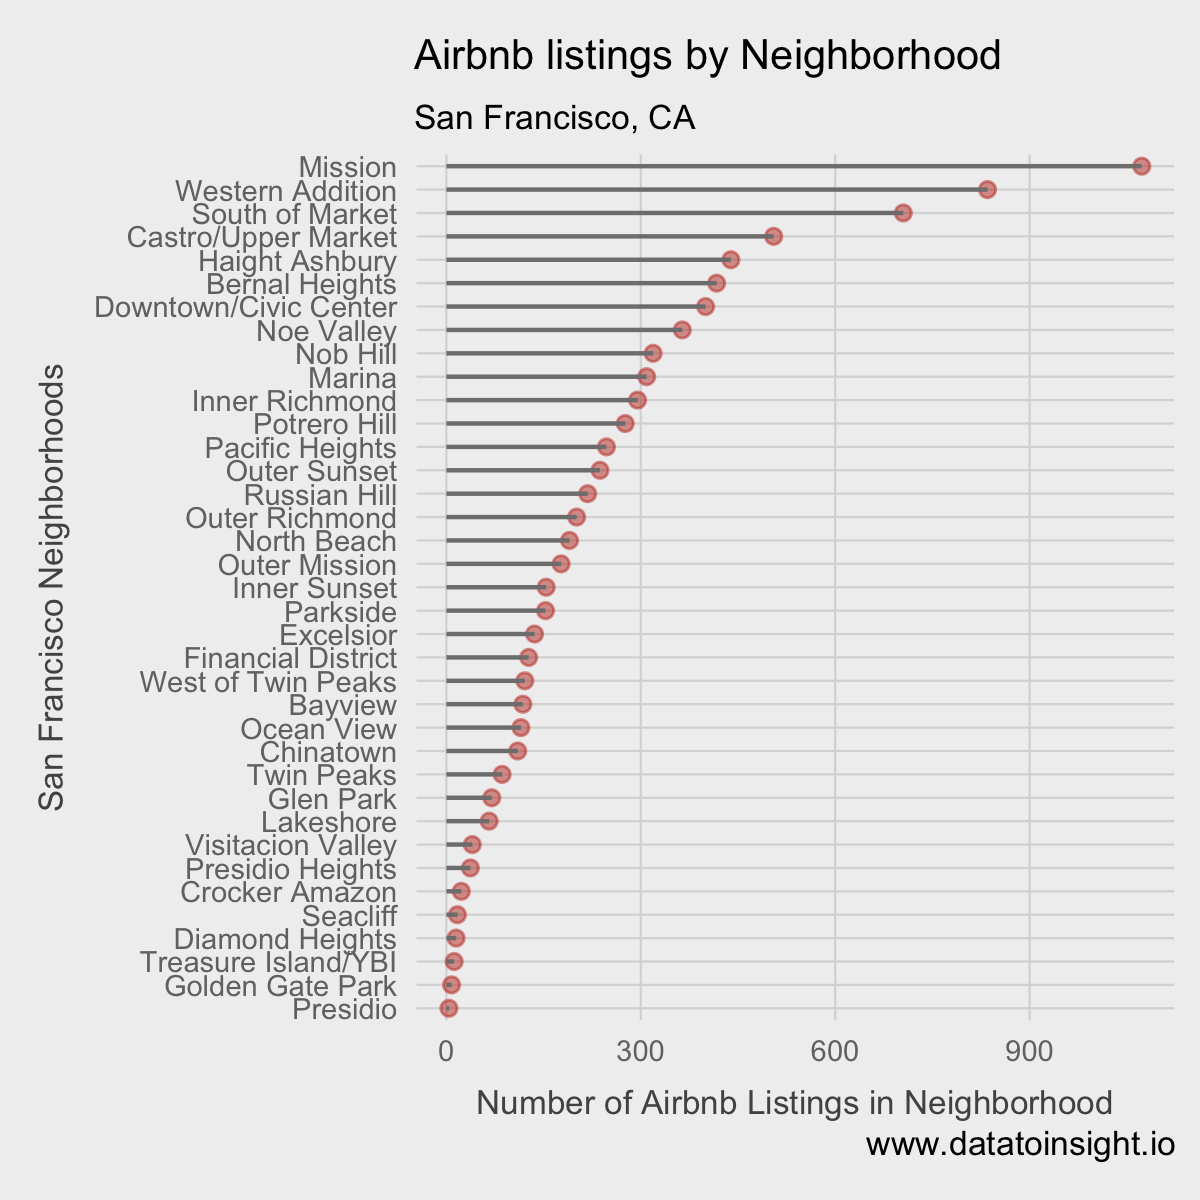 Airbnb listings by Neighborhood
San Francisco, CA
Mission
Western Addition
South of Market
Castro/Upper Market
Haight Ashbury
Bernal Heights
Downtown/Civic Center
Noe Valley
Nob Hill
Marina
Inner Richmond
Potrero Hill
Pacific Heights
Outer Sunset
Russian Hill
Outer Richmond
North Beach
Outer Mission
Inner Sunset
Parkside
Excelsior
Financial District
West of Twin Peaks
Bayview
Ocean View
Chinatown
Twin Peaks
Glen Park
Lakeshore
Visitacion Valley
Presidio Heights
Crocker Amazon
Seacliff
Diamond Heights
Treasure Island/YBI
Golden Gate Park
Presidio
San Francisco Neighborhoods
0 300 600 900
Number of Airbnb Listings in Neighborhood
www.datatoinsight.io